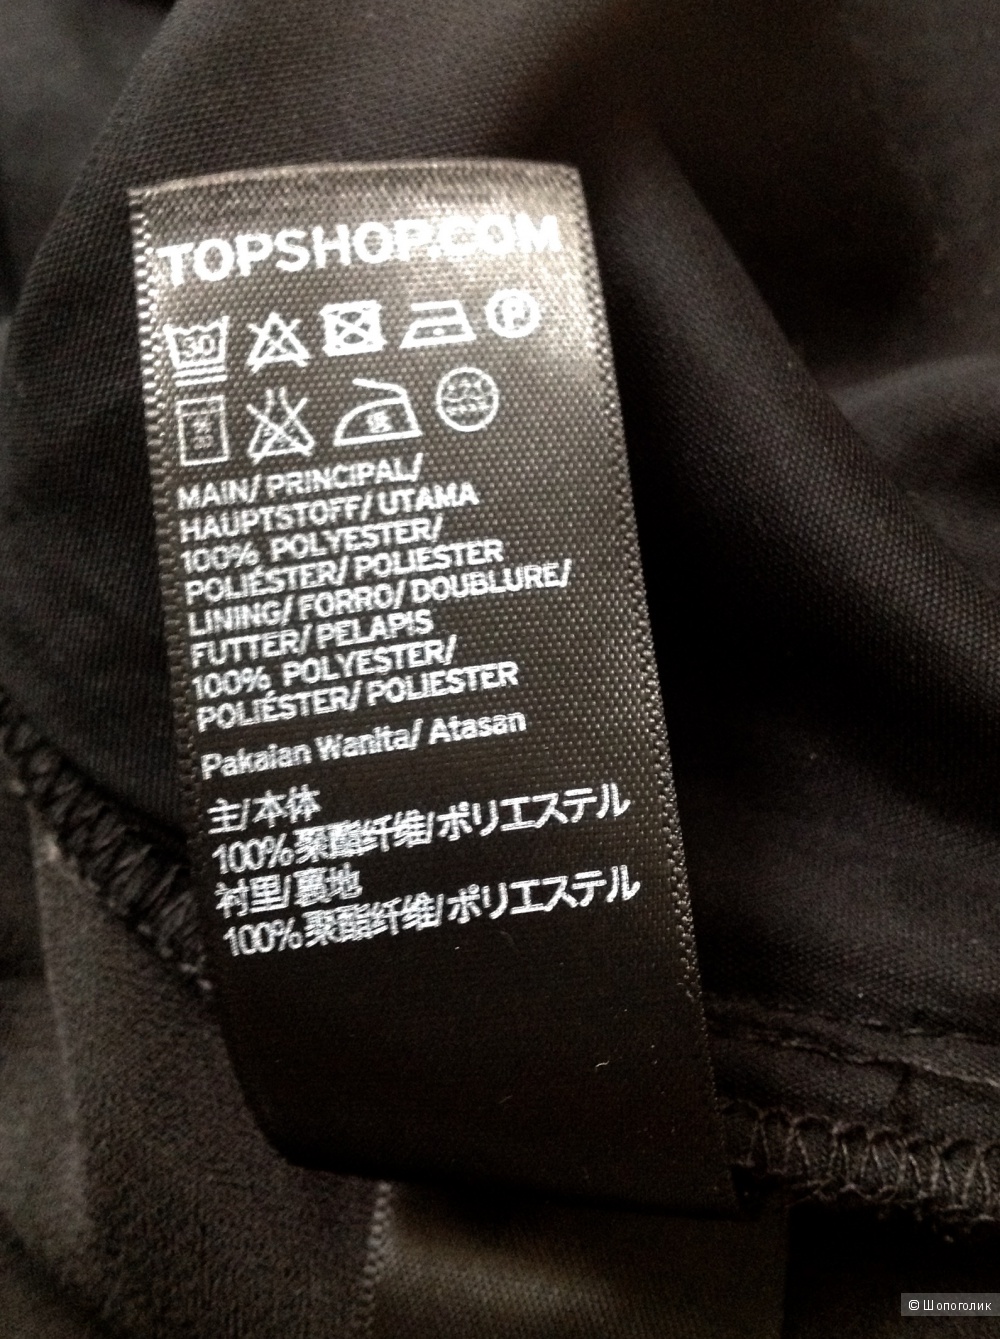 TOPSHOP.COM
30 P
低
MAIN/ PRINCIPAL/
HAUPTSTOFF/ UTAMA
100% POLYESTER/
POLIÉSTER/ POLIESTER
LINING/ FORRO/ DOUBLURE/
FUTTER/ PELAPIS
100% POLYESTER/
POLIÉSTER/ POLIESTER
Pakaian Wanita/ Atasan
主/本体
100%聚酯纤维/ポリエステル
衬里/裏地
100%聚酯纤维/ポリエステル
© Шопоголик